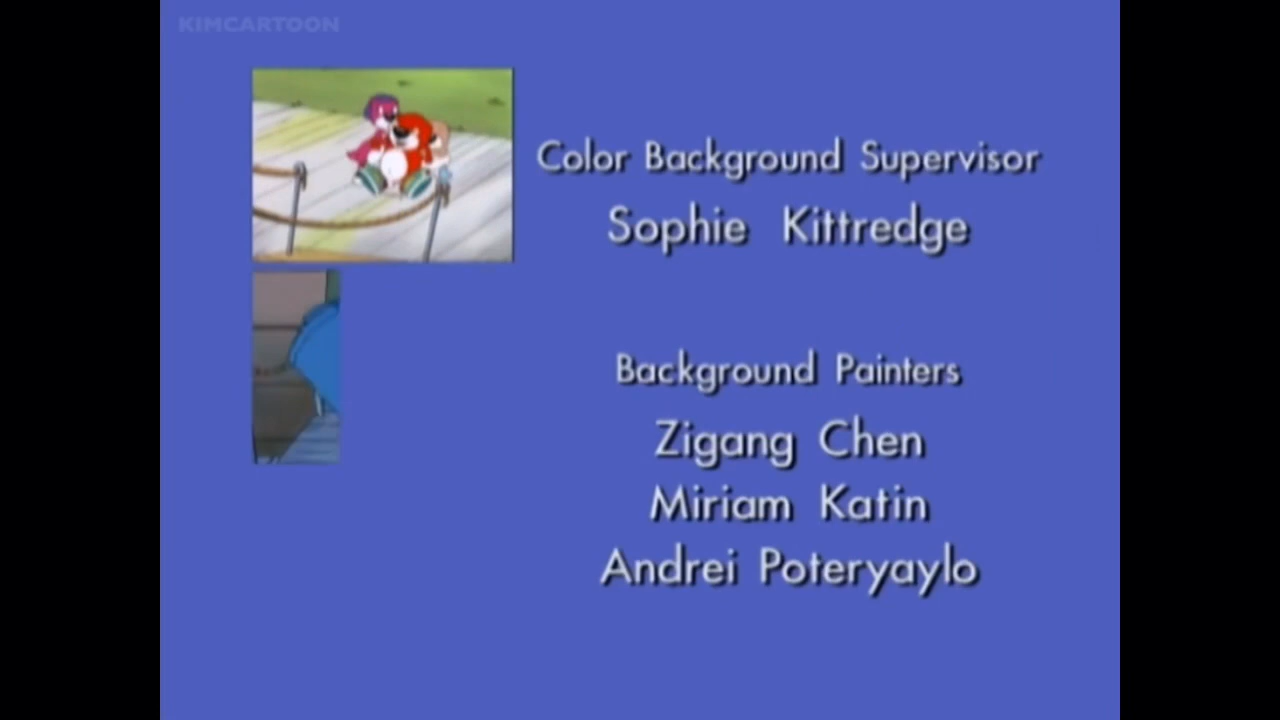 KIMCARTOON
Color Background Supervisor
Sophie Kittredge
Background Painters
Zigang Chen
Miriam Katin
Andrei Poteryaylo